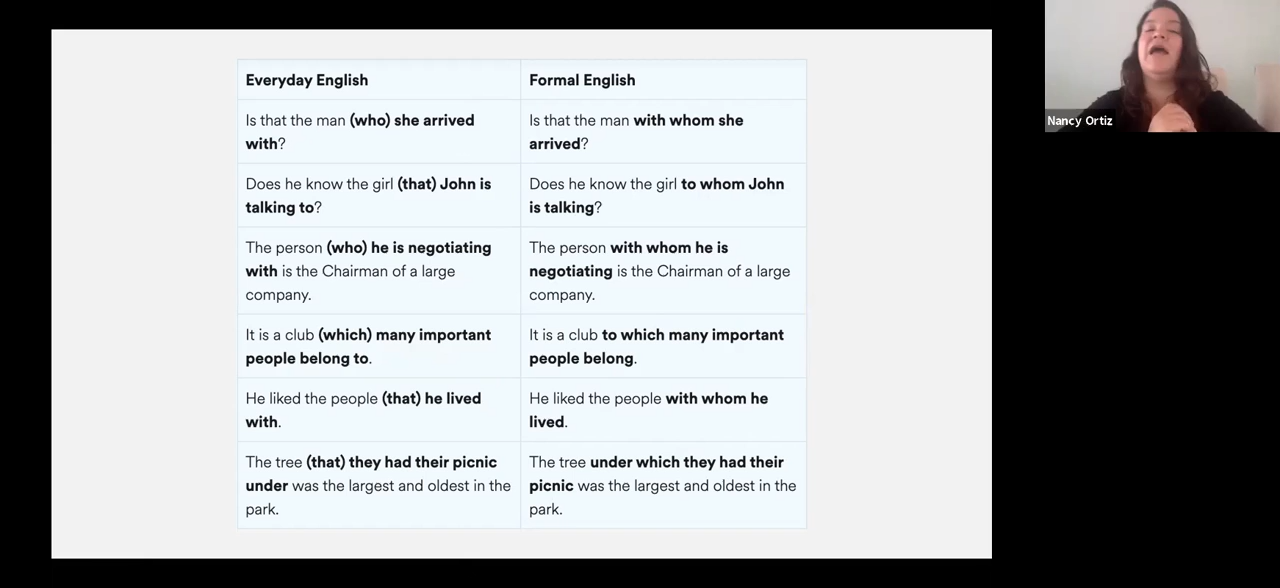 Everyday English
Formal English
Is that the man (who) she arrived
with?
Is that the man with whom she
arrived?
Does he know the girl (that) John is
talking to?
Does he know the girl to whom John
is talking?
The person (who) he is negotiating
with is the Chairman of a large
company.
The person with whom he is
negotiating is the Chairman of a large
company.
It is a club (which) many important
people belong to.
It is a club to which many important
people belong.
He liked the people (that) he lived
with.
He liked the people with whom he
lived.
The tree (that) they had their picnic
under was the largest and oldest in the
park.
The tree under which they had their
picnic was the largest and oldest in the
park.
Nancy Ortiz